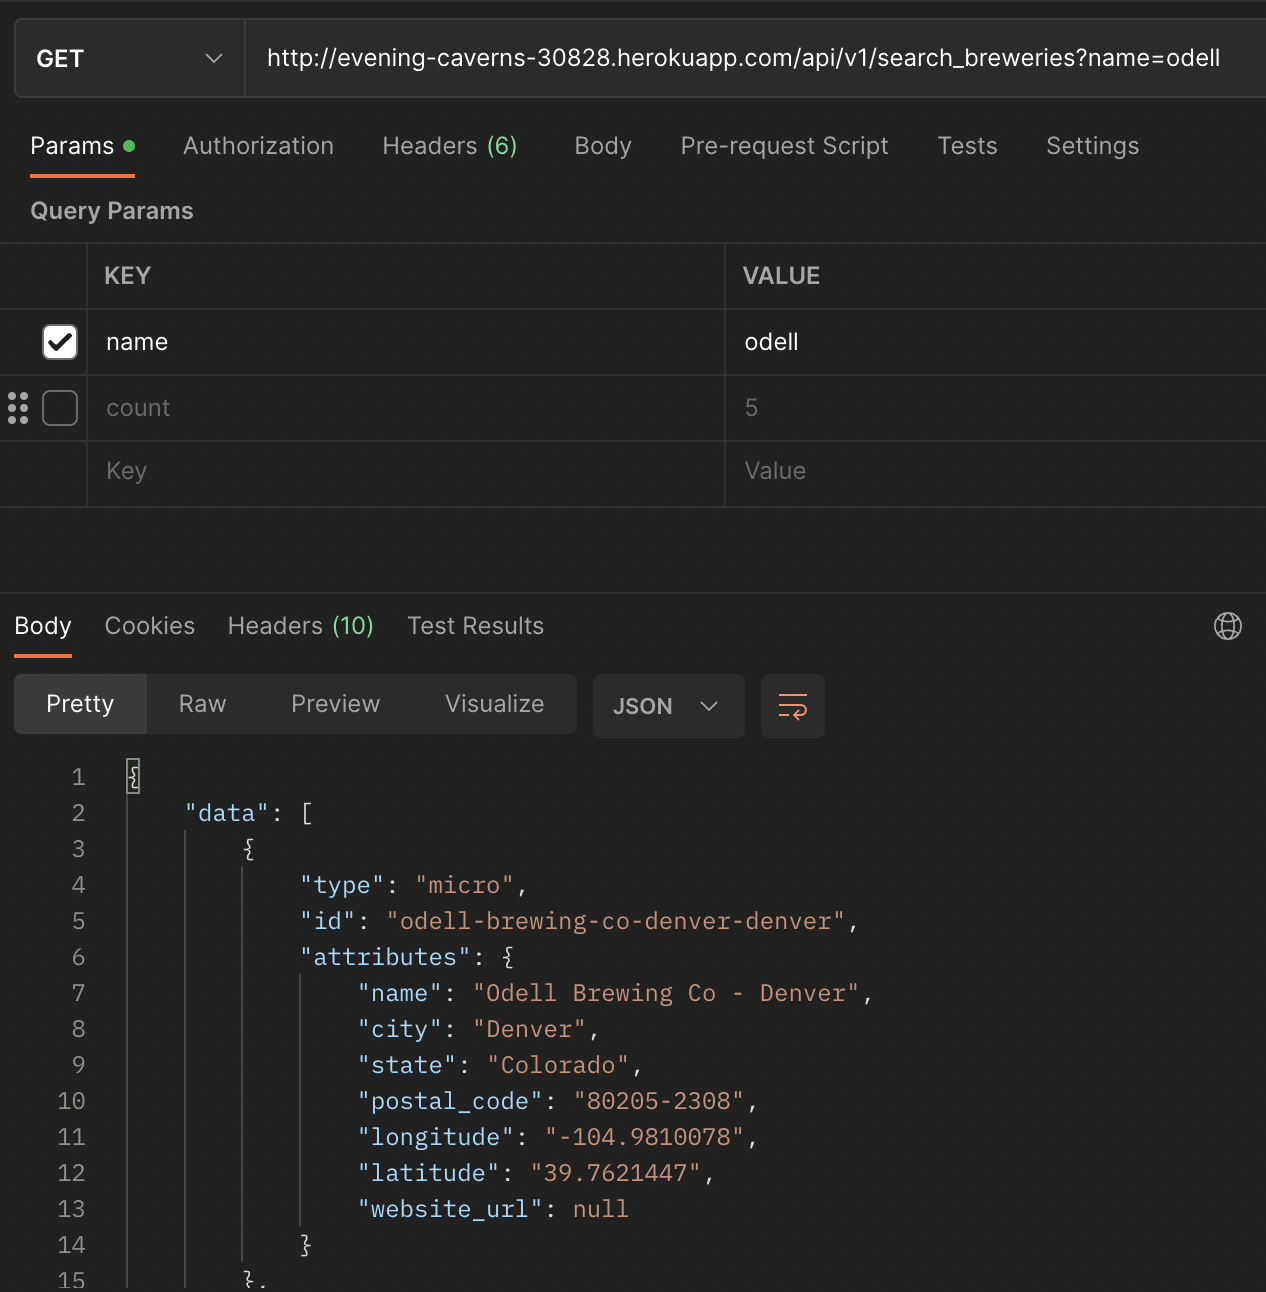 GET http://evening-caverns-30828.herokuapp.com/api/v1/search_breweries?name=odell
Params Authorization Headers (6) Body Pre-request Script Tests Settings
Query Params
KEY VALUE
name odell
count 5
Key Value
Body Cookies Headers (10) Test Results
Pretty Raw Preview Visualize JSON
1 {
2 "data": [
3 {
4 "type": "micro",
5 "id": "odell-brewing-co-denver-denver",
6 "attributes": {
7 "name": "Odell Brewing Co - Denver",
8 "city": "Denver",
9 "state": "Colorado",
10 "postal_code": "80205-2308",
11 "longitude": "-104.9810078",
12 "latitude": "39.7621447",
13 "website_url": null
14 }
15 },